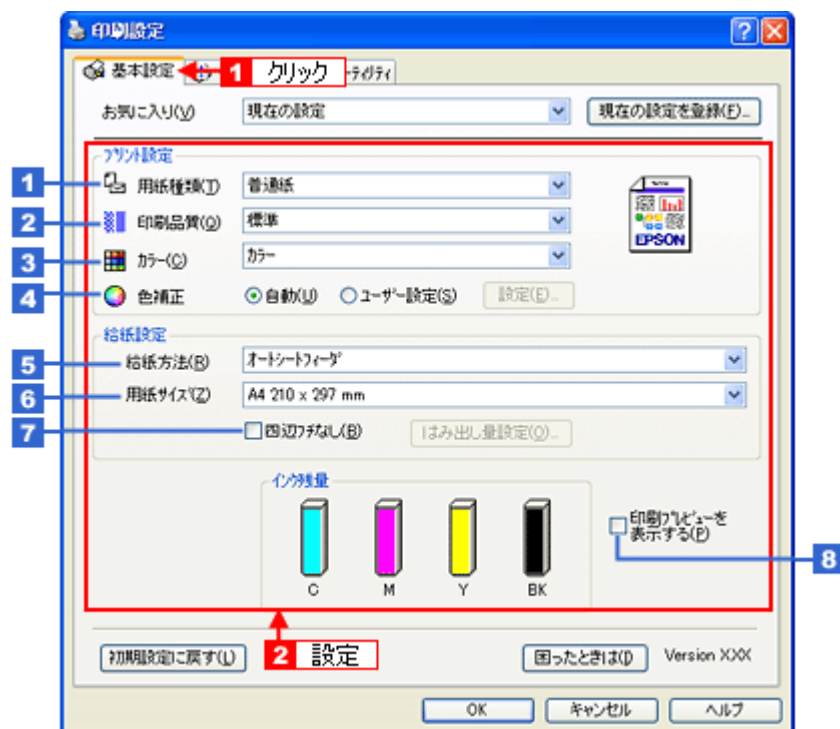 印刷設定
基本設定 1 クリック ーティリティ
お気に入り(V) 現在の設定 現在の設定を登録(F)...
プリント設定
1 用紙種類(T) 普通紙
2 印刷品質(Q) 標準
EPSON
3 カラー(C) カラー
4 色補正 自動(U) ユーザー設定(S) 設定(E)...
給紙設定
5 給紙方法(R) オートシートフィーダ
6 用紙サイズ(Z) A4 210 x 297 mm
7 四辺フチなし(B) はみ出し量設定(O)...
インク残量
C M Y BK
印刷プレビューを
表示する(P)
8
2 設定
初期設定に戻す(L) 困ったときは(I) Version X.XX
OK キャンセル ヘルプ